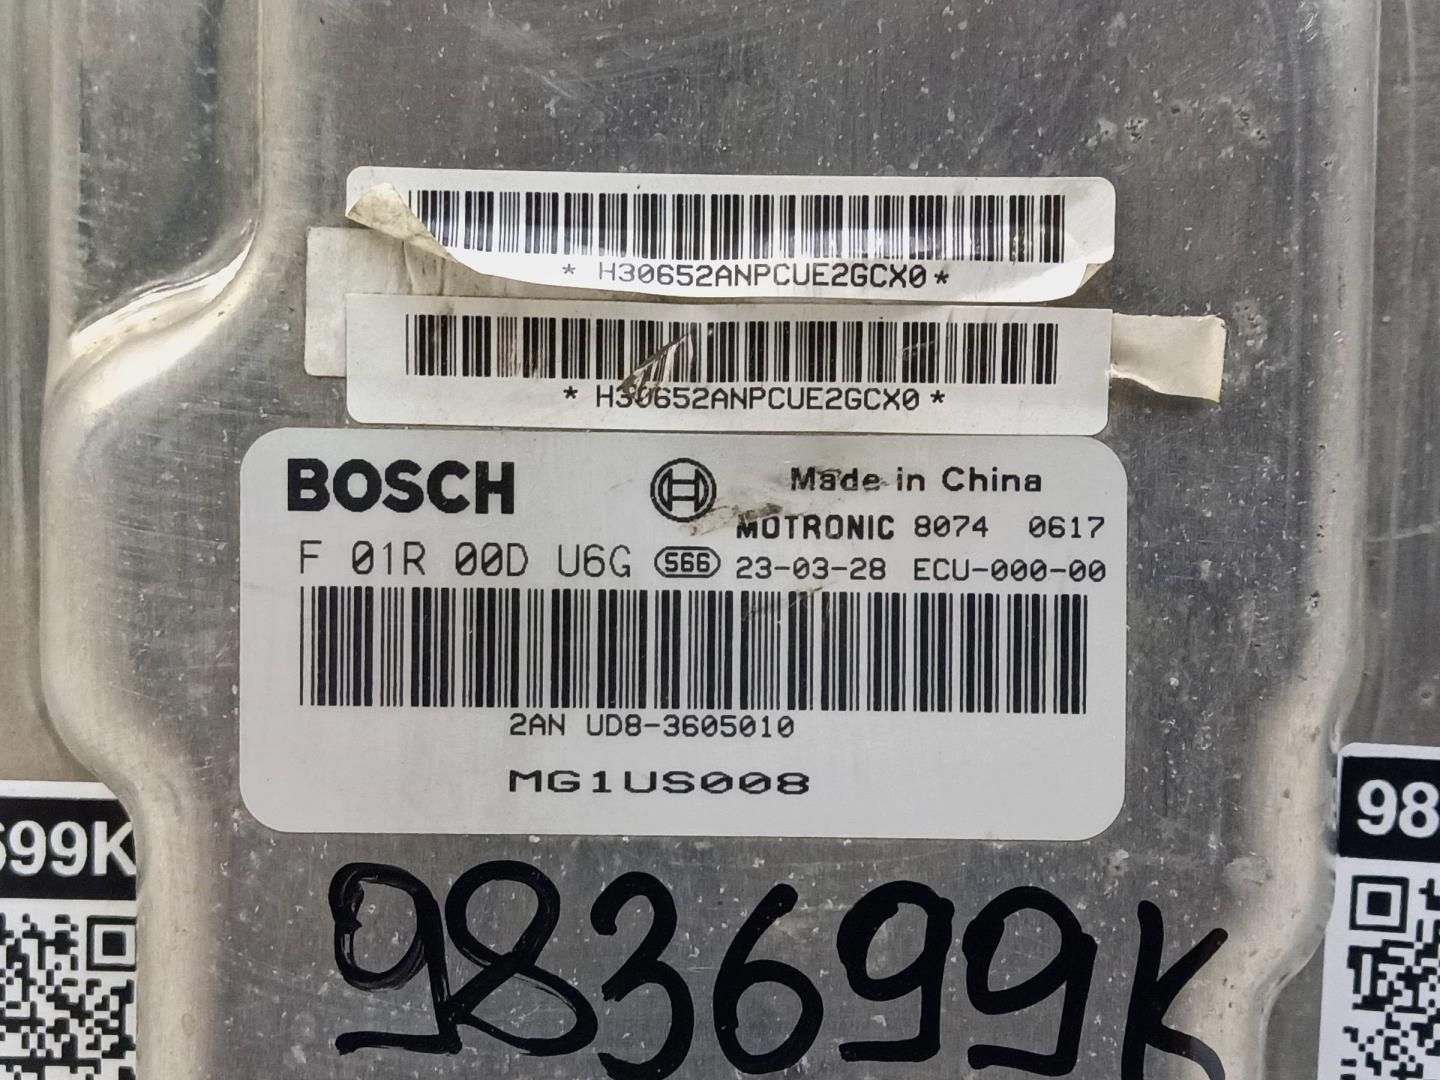 * H30652ANPCUE2GCX0 *
* H30652ANPCUE2GCX0 *
BOSCH
Made in China
MOTRONIC 8074 0617
F 01R 00D U6G 566 23-03-28 ECU-000-00
2AN UD8-3605010
MG1US008
699K
98
983699K